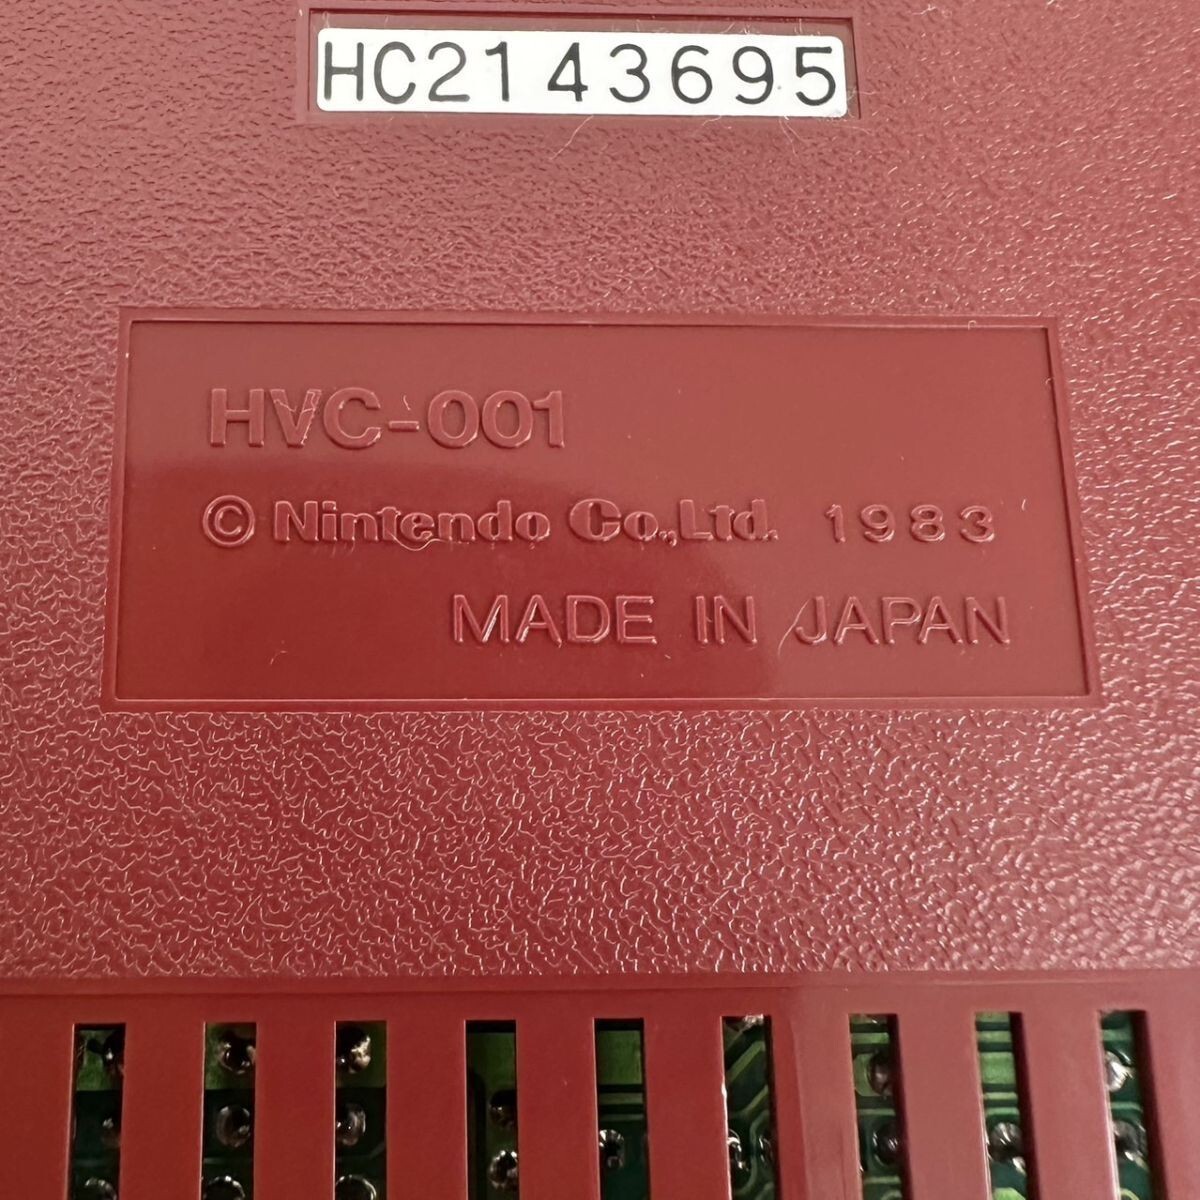 HC2143695
HVC-001
© Nintendo Co.,Ltd. 1983
MADE IN JAPAN